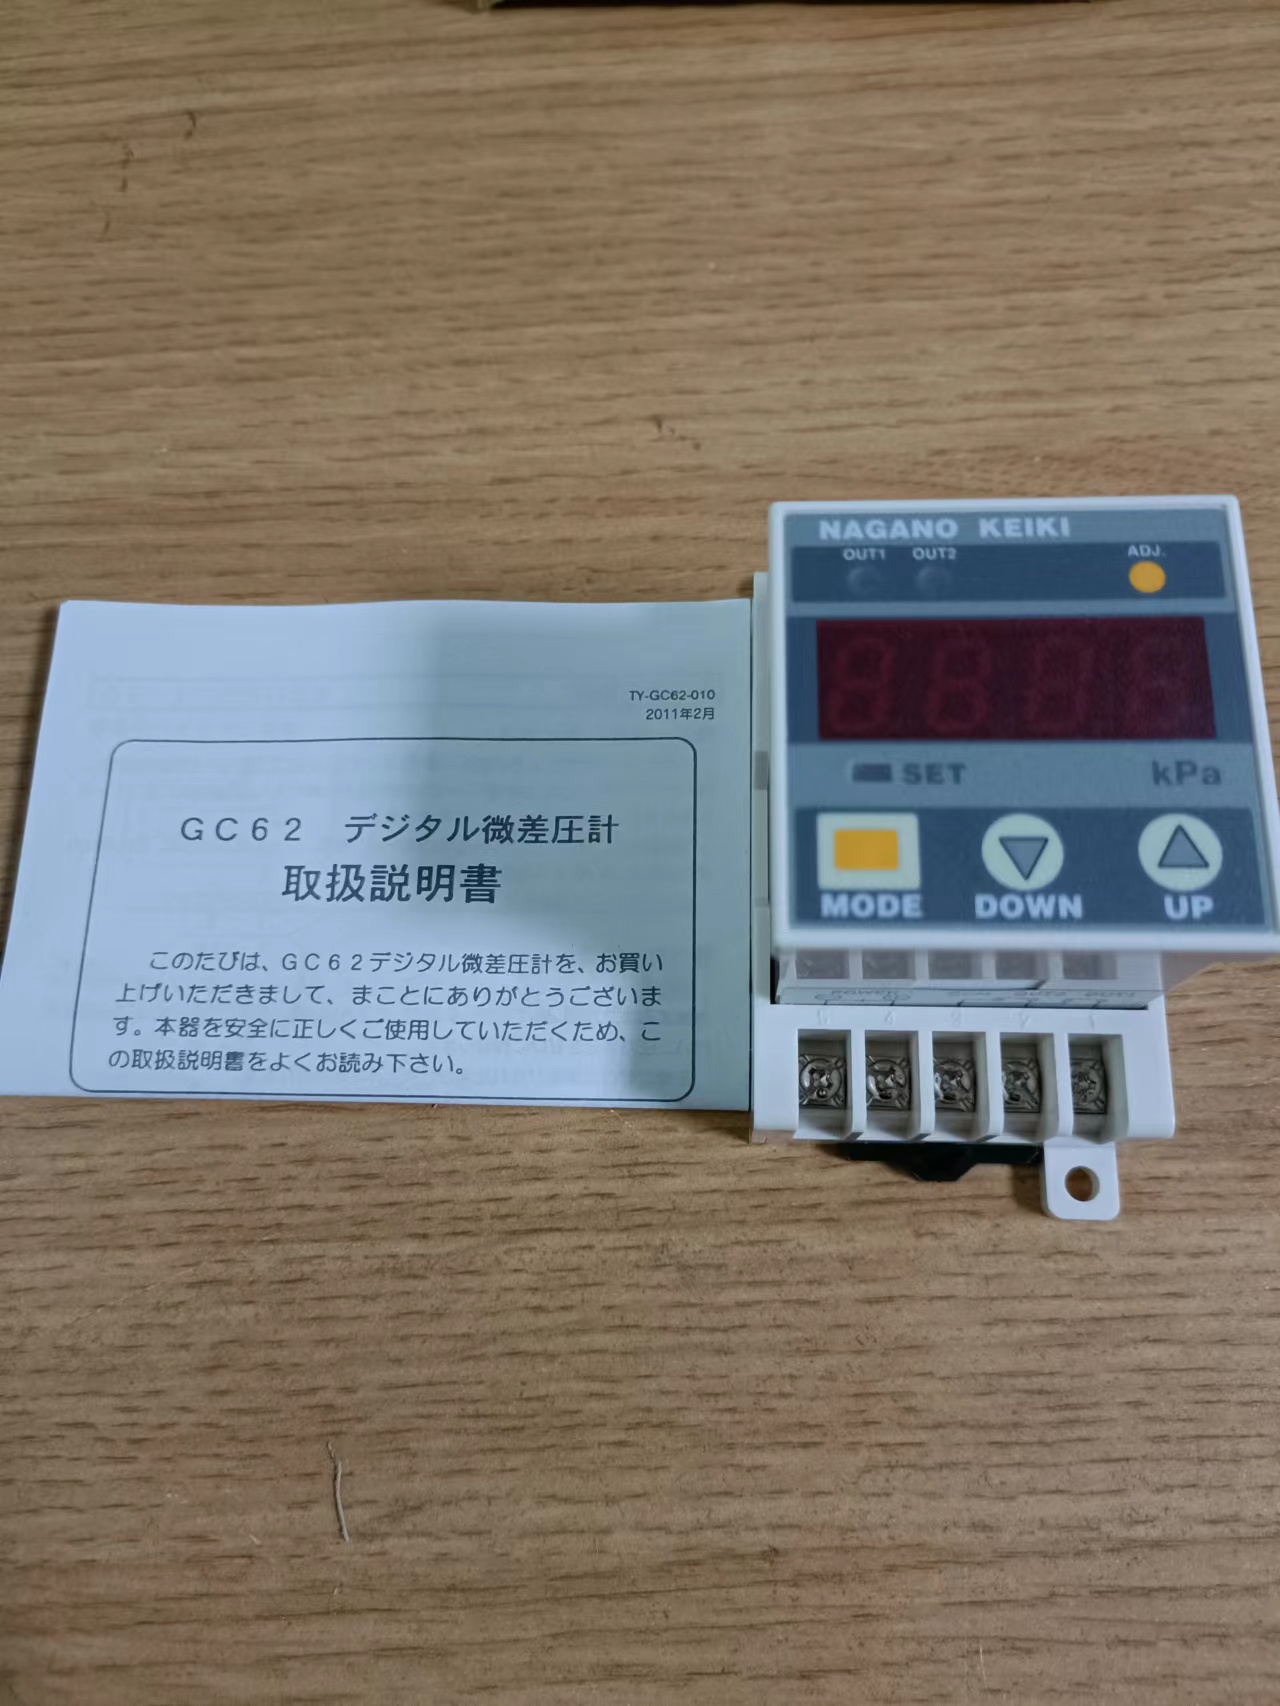 TY-GC62-010
2011年2月
GC62 デジタル微差圧計
取扱説明書
このたびは、GC62デジタル微差圧計を、お買い
上げいただきまして、まことにありがとうございま
す。本器を安全に正しくご使用していただくため、こ
の取扱説明書をよくお読み下さい。
NAGANO KEIKI
OUT1 OUT2 ADJ.
SET kPa
MODE DOWN UP